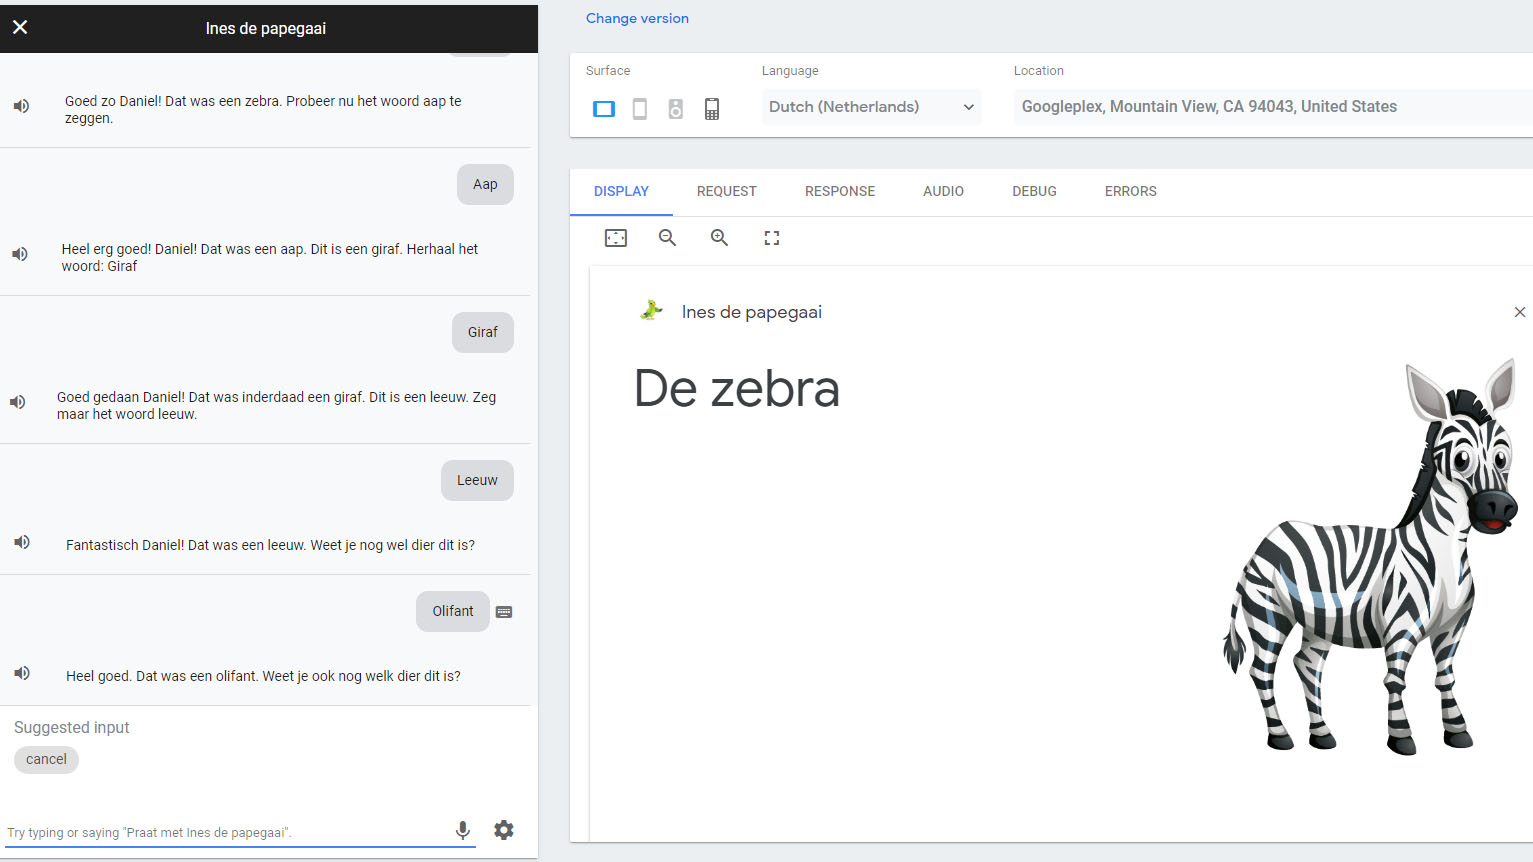 Ines de papegaai
Goed zo Daniel! Dat was een zebra. Probeer nu het woord aap te
zeggen.
Aap
Heel erg goed! Daniel! Dat was een aap. Dit is een giraf. Herhaal het
woord: Giraf
Giraf
Goed gedaan Daniel! Dat was inderdaad een giraf. Dit is een leeuw. Zeg
maar het woord leeuw.
Leeuw
Fantastisch Daniel! Dat was een leeuw. Weet je nog wel dier dit is?
Olifant
Heel goed. Dat was een olifant. Weet je ook nog welk dier dit is?
Suggested input
cancel
Try typing or saying "Praat met Ines de papegaai".
Change version
Surface
Language
Location
Dutch (Netherlands)
Googleplex, Mountain View, CA 94043, United States
DISPLAY
REQUEST
RESPONSE
AUDIO
DEBUG
ERRORS
Ines de papegaai
De zebra